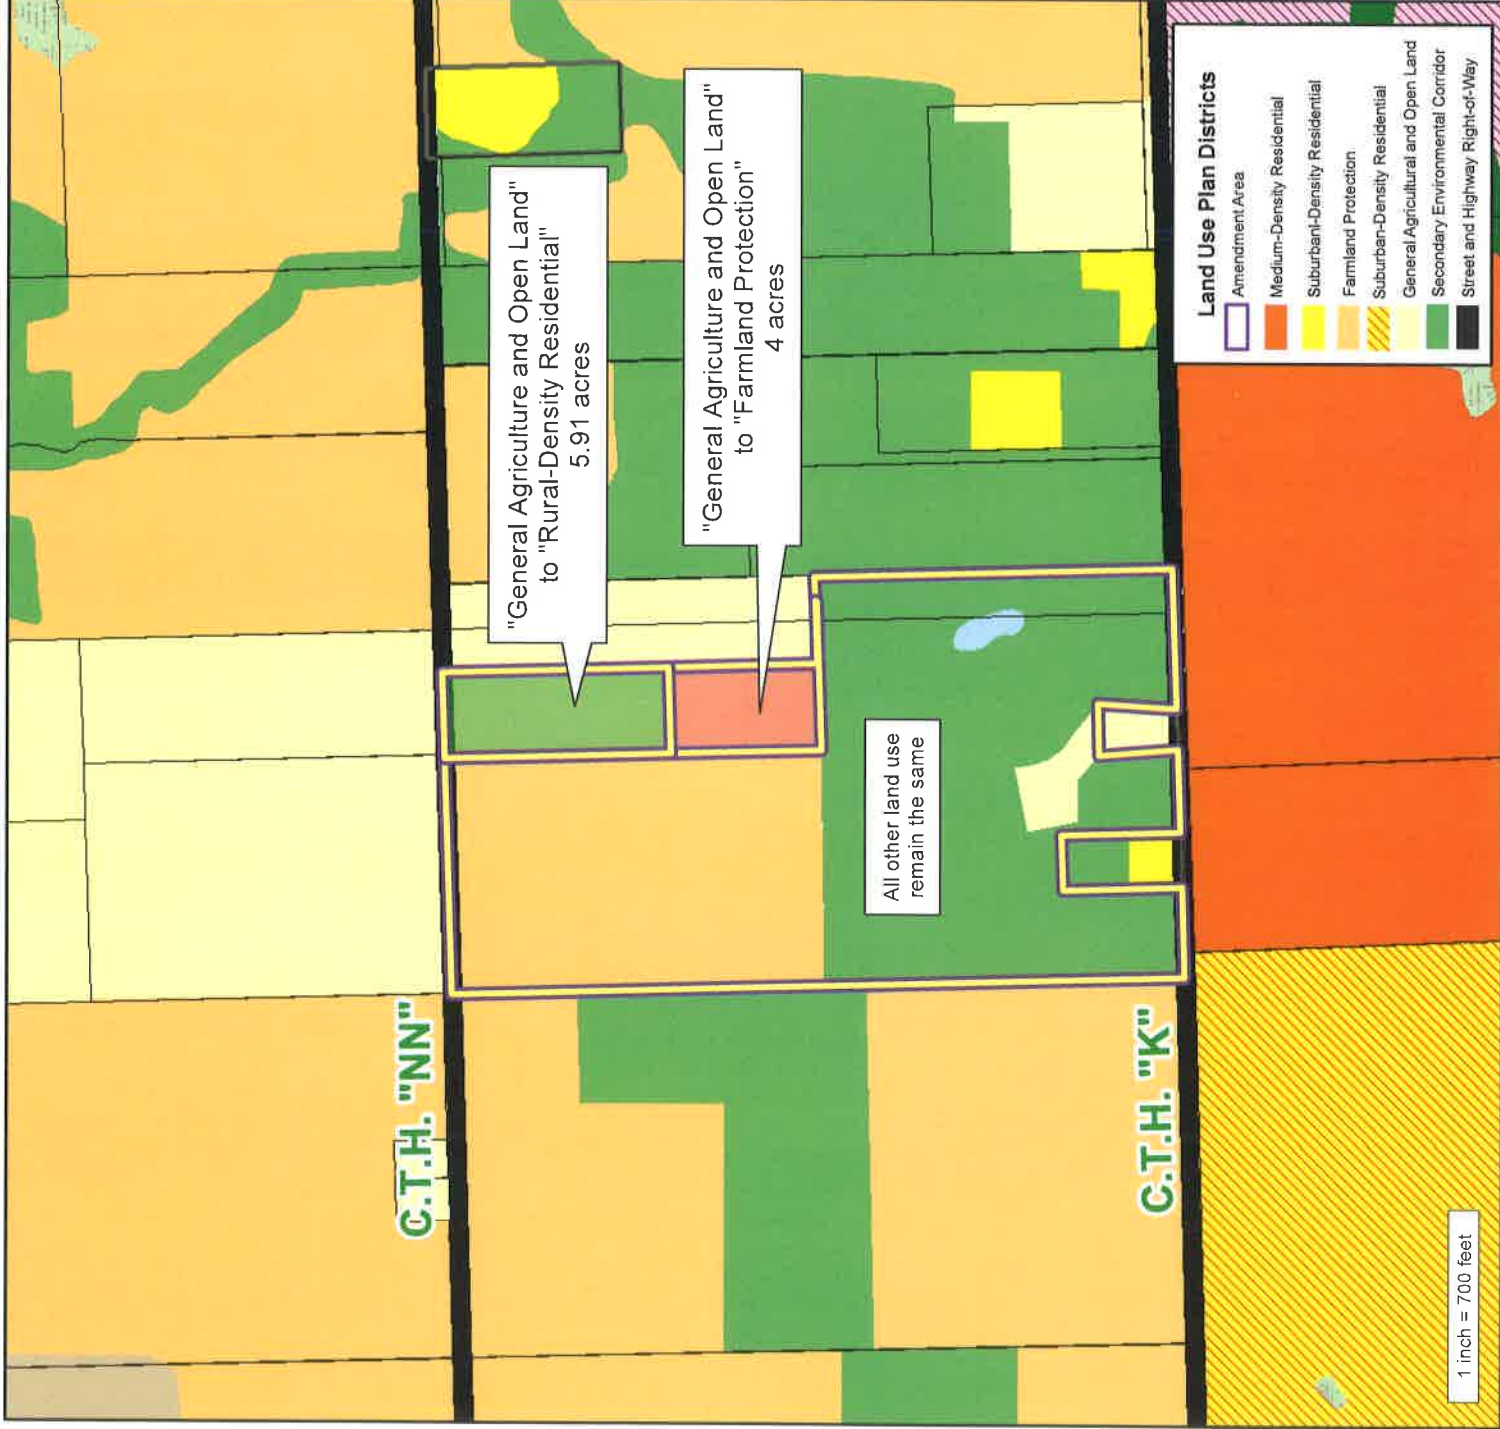 "General Agriculture and Open Land"
to "Rural-Density Residential"
5.91 acres
"General Agriculture and Open Land"
to "Farmland Protection"
4 acres
All other land use
remain the same
C.T.H. "NN"
C.T.H. "K"
1 inch = 700 feet
Land Use Plan Districts
Amendment Area
Medium-Density Residential
Suburbanl-Density Residential
Farmland Protection
Suburban-Density Residential
General Agricultural and Open Land
Secondary Environmental Corridor
Street and Highway Right-of-Way